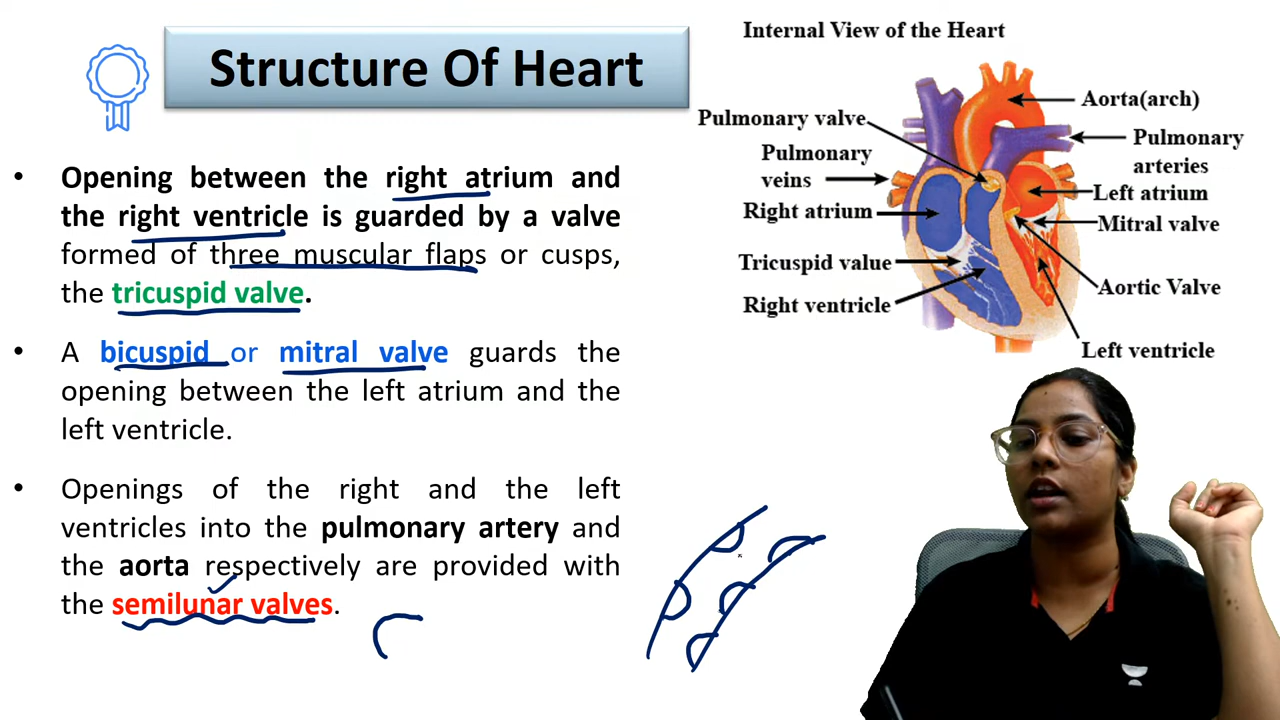 Structure Of Heart
Internal View of the Heart
Aorta(arch)
Pulmonary valve
Pulmonary
arteries
Pulmonary
veins
Left atrium
Right atrium
Mitral valve
Tricuspid value
Aortic Valve
Right ventricle
Left ventricle
• Opening between the right atrium and
the right ventricle is guarded by a valve
formed of three muscular flaps or cusps,
the tricuspid valve.
• A bicuspid or mitral valve guards the
opening between the left atrium and the
left ventricle.
• Openings of the right and the left
ventricles into the pulmonary artery and
the aorta respectively are provided with
the semilunar valves.